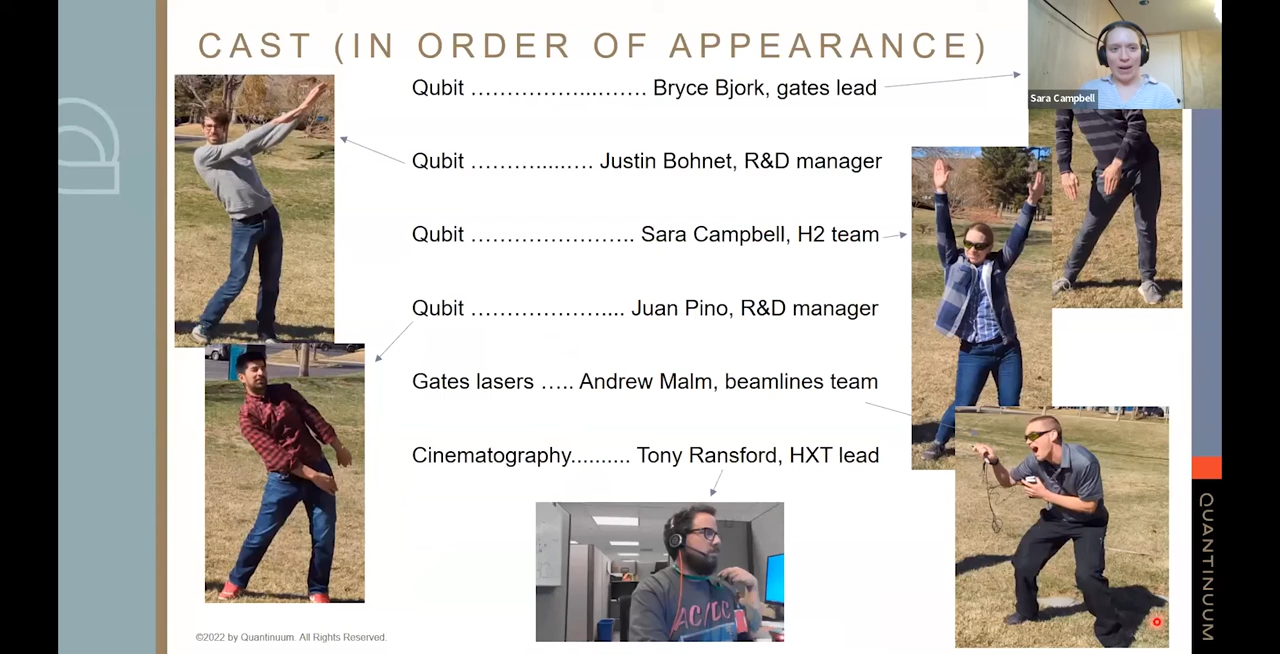 CAST (IN ORDER OF APPEARANCE)
Sara Campbell
Qubit ……………...……. Bryce Bjork, gates lead
Qubit ………....…. Justin Bohnet, R&D manager
Qubit ………………….. Sara Campbell, H2 team
Qubit ………………..... Juan Pino, R&D manager
Gates lasers ….. Andrew Malm, beamlines team
Cinematography.......... Tony Ransford, HXT lead
AC/DC
©2022 by Quantinuum. All Rights Reserved.
QUANTINUUM